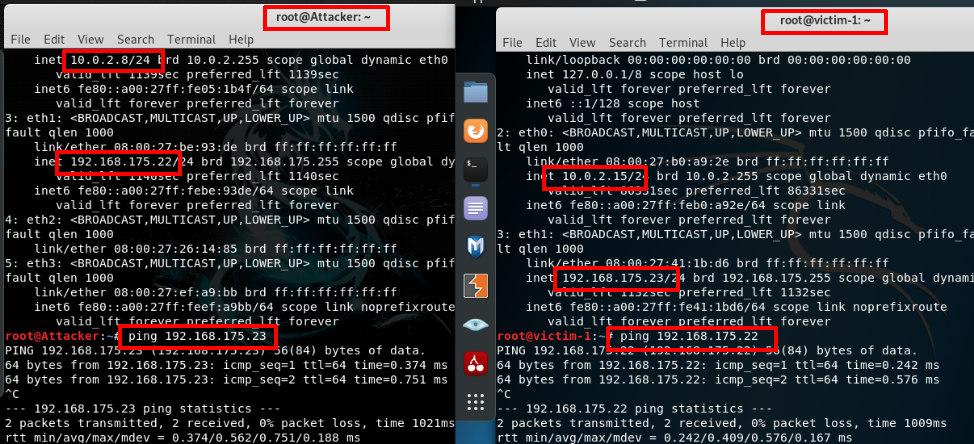 root@Attacker: ~
File Edit View Search Terminal Help
inet 10.0.2.8/24 brd 10.0.2.255 scope global dynamic eth0
valid_lft 1139sec preferred_lft 1139sec
inet6 fe80::a00:27ff:fe05:1b4f/64 scope link
valid_lft forever preferred_lft forever
3: eth1: <BROADCAST,MULTICAST,UP,LOWER_UP> mtu 1500 qdisc pfif
fault qlen 1000
link/ether 08:00:27:be:93:de brd ff:ff:ff:ff:ff:ff
inet 192.168.175.22/24 brd 192.168.175.255 scope global dy
valid_lft 1140sec preferred_lft 1140sec
inet6 fe80::a00:27ff:febe:93de/64 scope link
valid_lft forever preferred_lft forever
4: eth2: <BROADCAST,MULTICAST,UP,LOWER_UP> mtu 1500 qdisc pfif
fault qlen 1000
link/ether 08:00:27:26:14:85 brd ff:ff:ff:ff:ff:ff
5: eth3: <BROADCAST,MULTICAST,UP,LOWER_UP> mtu 1500 qdisc pfif
fault qlen 1000
link/ether 08:00:27:ef:a9:bb brd ff:ff:ff:ff:ff:ff
inet6 fe80::a00:27ff:feef:a9bb/64 scope link noprefixroute
valid_lft forever preferred_lft forever
root@Attacker:~# ping 192.168.175.23
PING 192.168.175.23 (192.168.175.23) 56(84) bytes of data.
64 bytes from 192.168.175.23: icmp_seq=1 ttl=64 time=0.374 ms
64 bytes from 192.168.175.23: icmp_seq=2 ttl=64 time=0.751 ms
^C
--- 192.168.175.23 ping statistics ---
2 packets transmitted, 2 received, 0% packet loss, time 1021ms
rtt min/avg/max/mdev = 0.374/0.562/0.751/0.188 ms
root@victim-1: ~
File Edit View Search Terminal Help
link/loopback 00:00:00:00:00:00 brd 00:00:00:00:00:00
inet 127.0.0.1/8 scope host lo
valid_lft forever preferred_lft forever
inet6 ::1/128 scope host
valid_lft forever preferred_lft forever
2: eth0: <BROADCAST,MULTICAST,UP,LOWER_UP> mtu 1500 qdisc pfifo_fa
lt qlen 1000
link/ether 08:00:27:b0:a9:2e brd ff:ff:ff:ff:ff:ff
inet 10.0.2.15/24 brd 10.0.2.255 scope global dynamic eth0
valid_lft 86331sec preferred_lft 86331sec
inet6 fe80::a00:27ff:feb0:a92e/64 scope link
valid_lft forever preferred_lft forever
3: eth1: <BROADCAST,MULTICAST,UP,LOWER_UP> mtu 1500 qdisc pfifo_fa
lt qlen 1000
link/ether 08:00:27:41:1b:d6 brd ff:ff:ff:ff:ff:ff
inet 192.168.175.23/24 brd 192.168.175.255 scope global dynami
valid_lft 1132sec preferred_lft 1132sec
inet6 fe80::a00:27ff:fe41:1bd6/64 scope link noprefixroute
valid_lft forever preferred_lft forever
root@victim-1:~# ping 192.168.175.22
PING 192.168.175.22 (192.168.175.22) 56(84) bytes of data.
64 bytes from 192.168.175.22: icmp_seq=1 ttl=64 time=0.242 ms
64 bytes from 192.168.175.22: icmp_seq=2 ttl=64 time=0.576 ms
^C
--- 192.168.175.22 ping statistics ---
2 packets transmitted, 2 received, 0% packet loss, time 1009ms
rtt min/avg/max/mdev = 0.242/0.409/0.576/0.167 ms